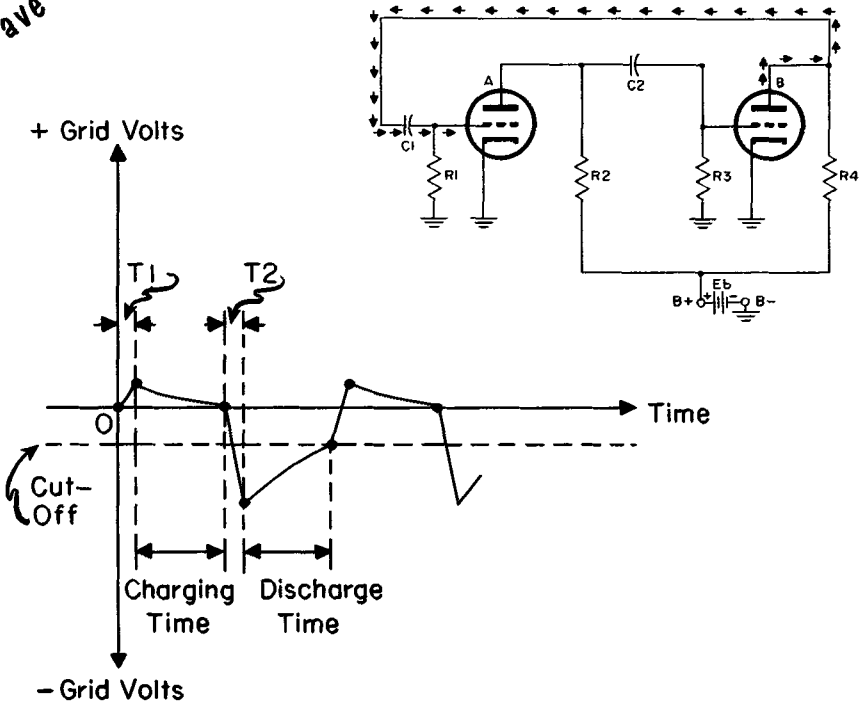 ave
+ Grid Volts
A
B
C2
C1
R1
R2
R3
R4
Eb
B+
+
-
B-
T1
T2
O
Time
Cut-
Off
Charging
Time
Discharge
Time
- Grid Volts